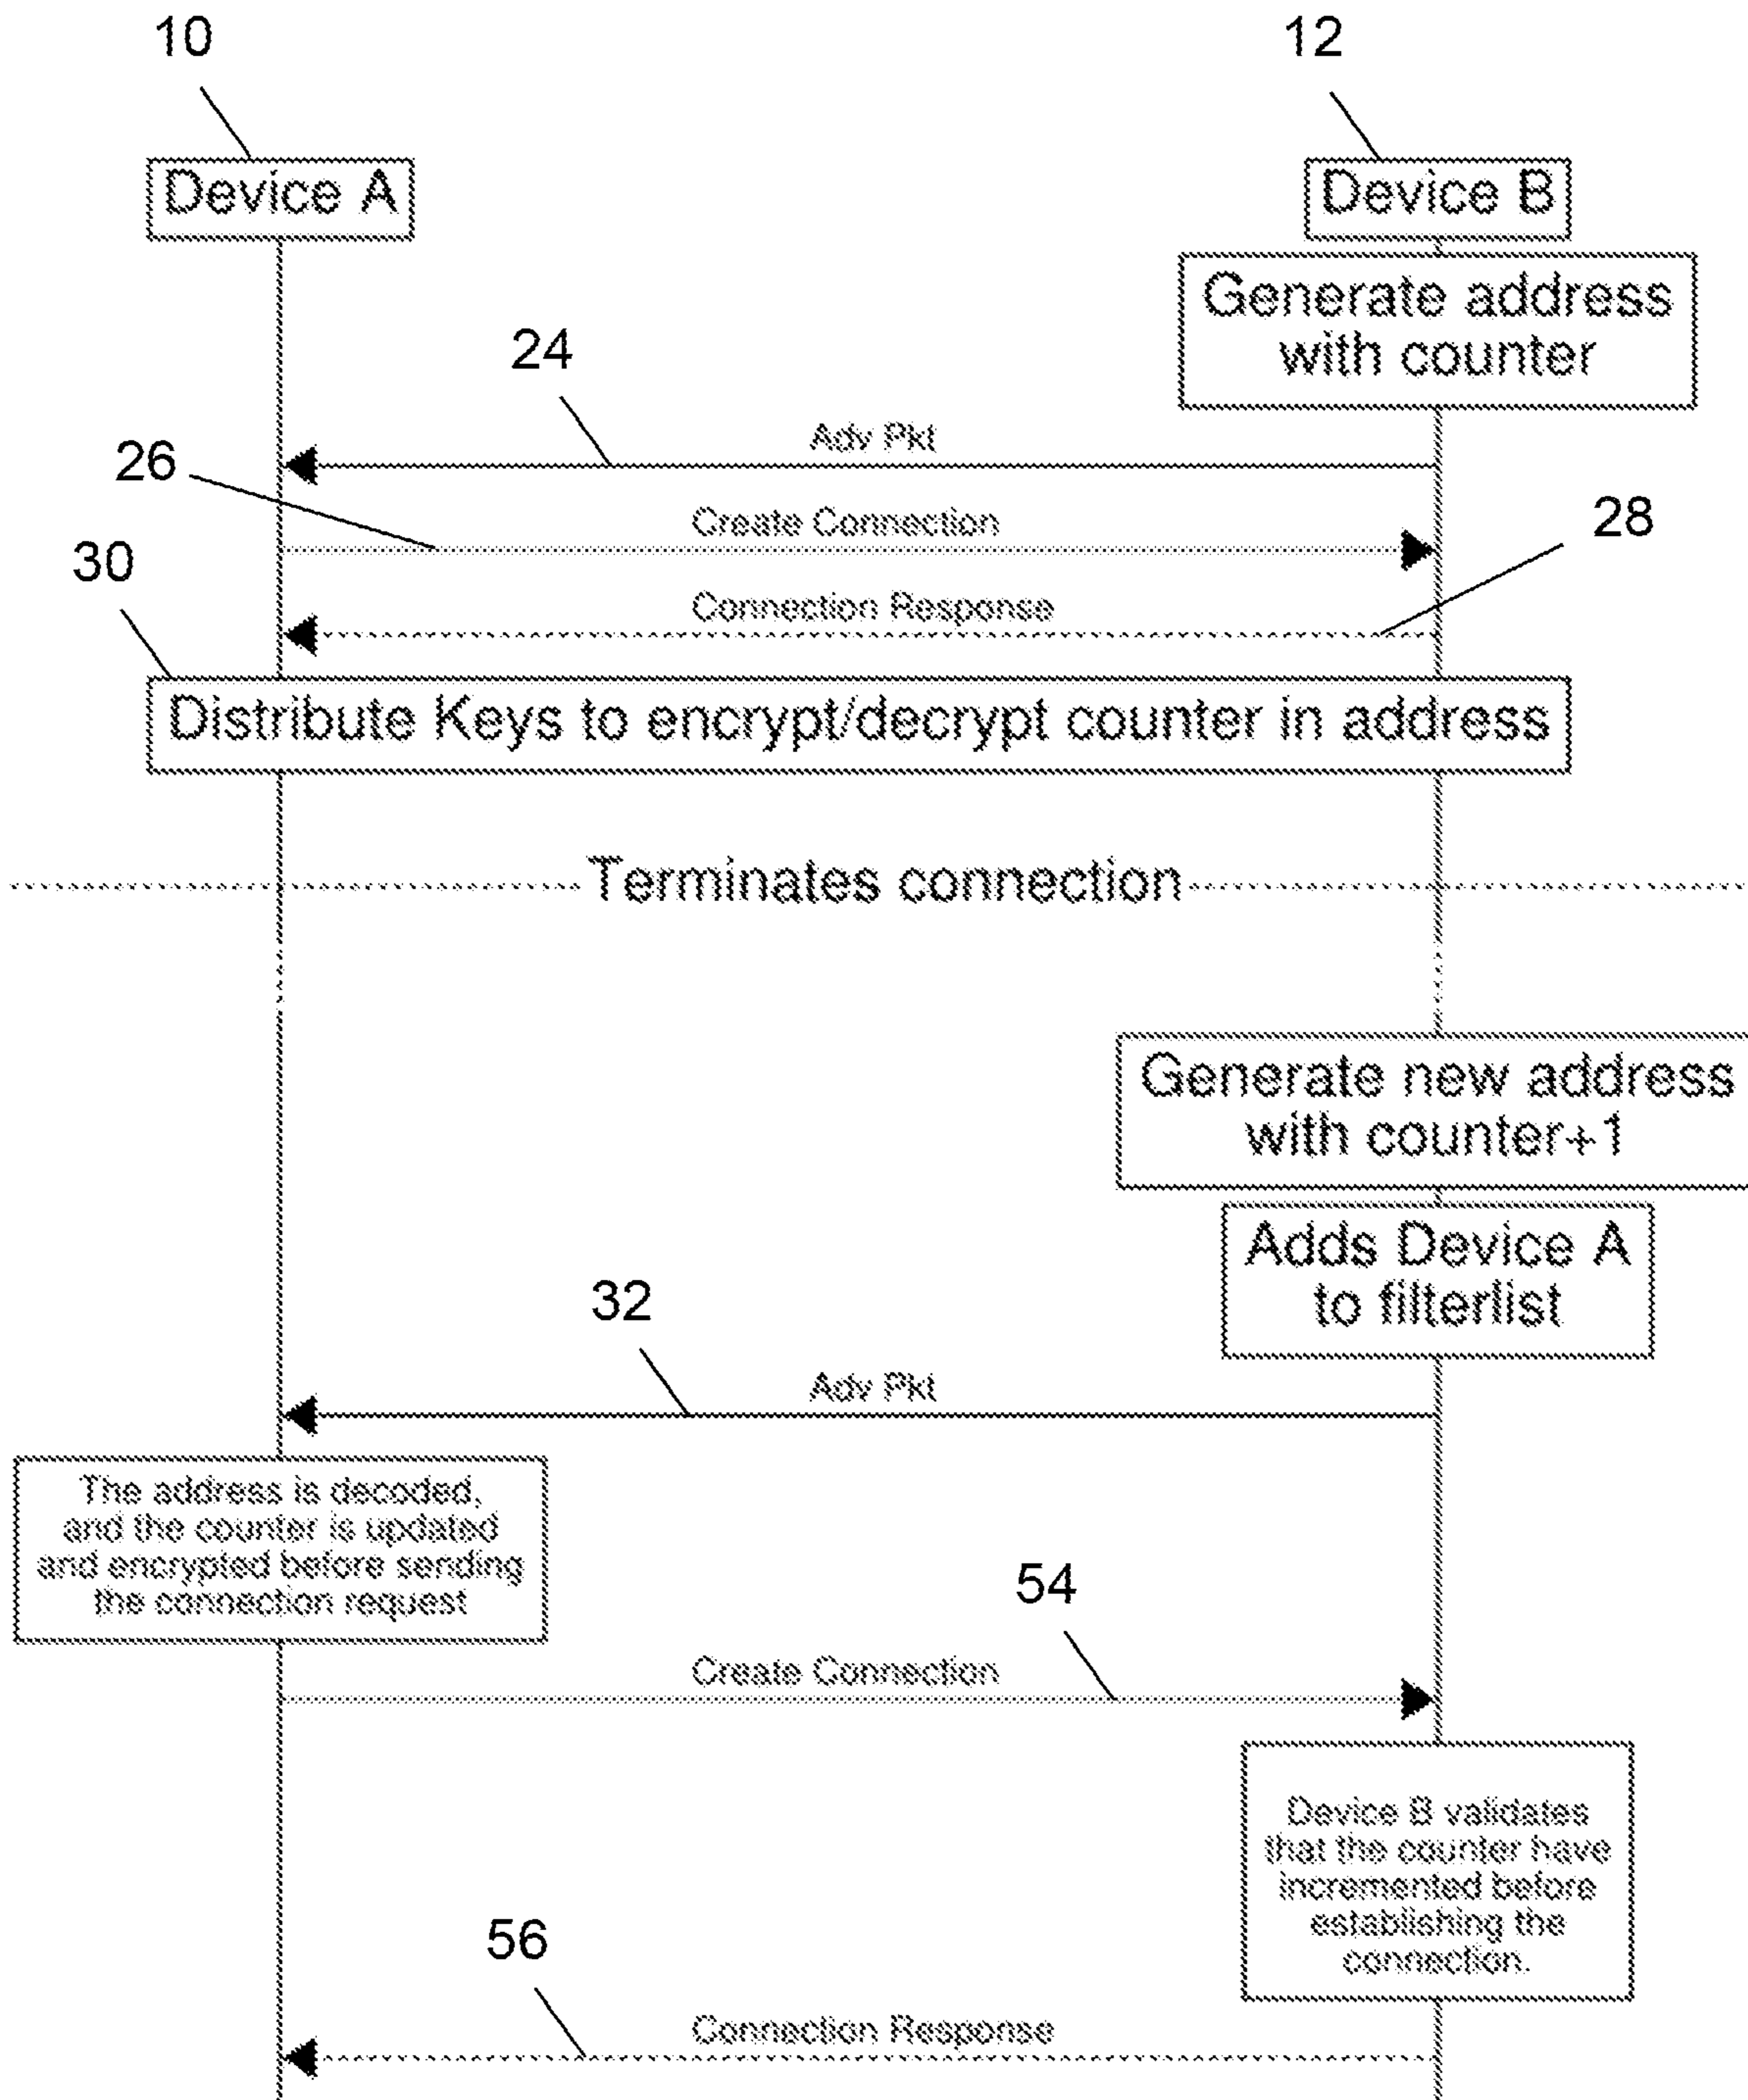 10
12
Device A
Device B
Generate address
with counter
24
Adv Pkt
26
Create Connection
28
30
Connection Response
Distribute Keys to encrypt/decrypt counter in address
Terminates connection
Generate new address
with counter+1
Adds Device A
to filterlist
32
Adv Pkt
The address is decoded,
and the counter is updated
and encrypted before sending
the connection request
54
Create Connection
Device B validates
that the counter have
incremented before
establishing the
connection.
56
Connection Response